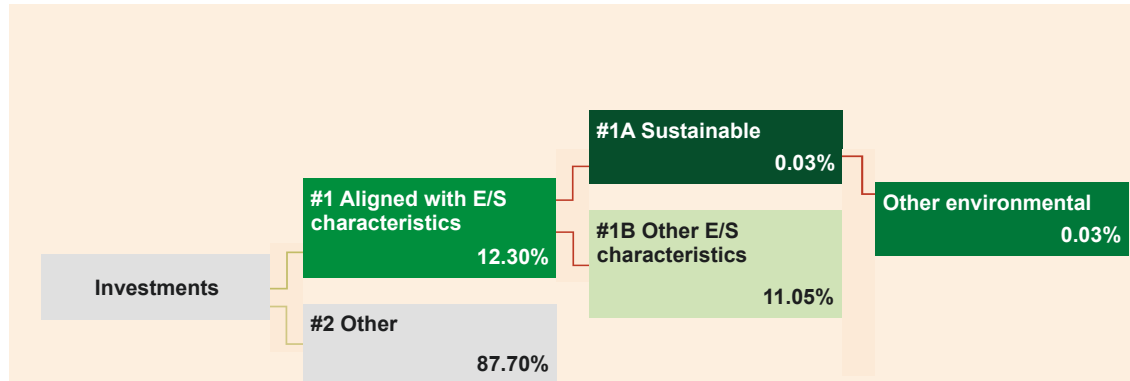 Investments
#1 Aligned with E/S
characteristics
12.30%
#2 Other
87.70%
#1A Sustainable
0.03%
#1B Other E/S
characteristics
11.05%
Other environmental
0.03%